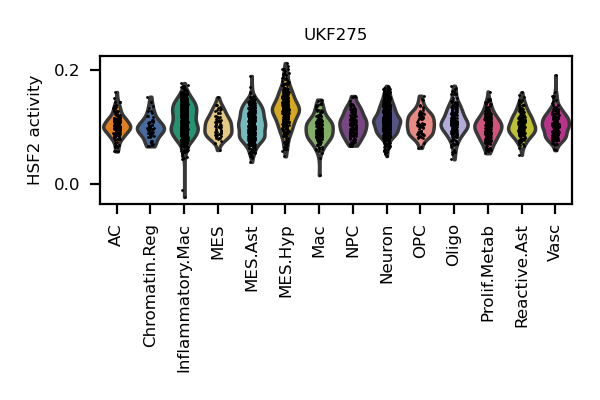 UKF275
HSF2 activity
0.2
0.0
AC
Chromatin.Reg
Inflammatory.Mac
MES
MES.Ast
MES.Hyp
Mac
NPC
Neuron
OPC
Oligo
Prolif.Metab
Reactive.Ast
Vasc